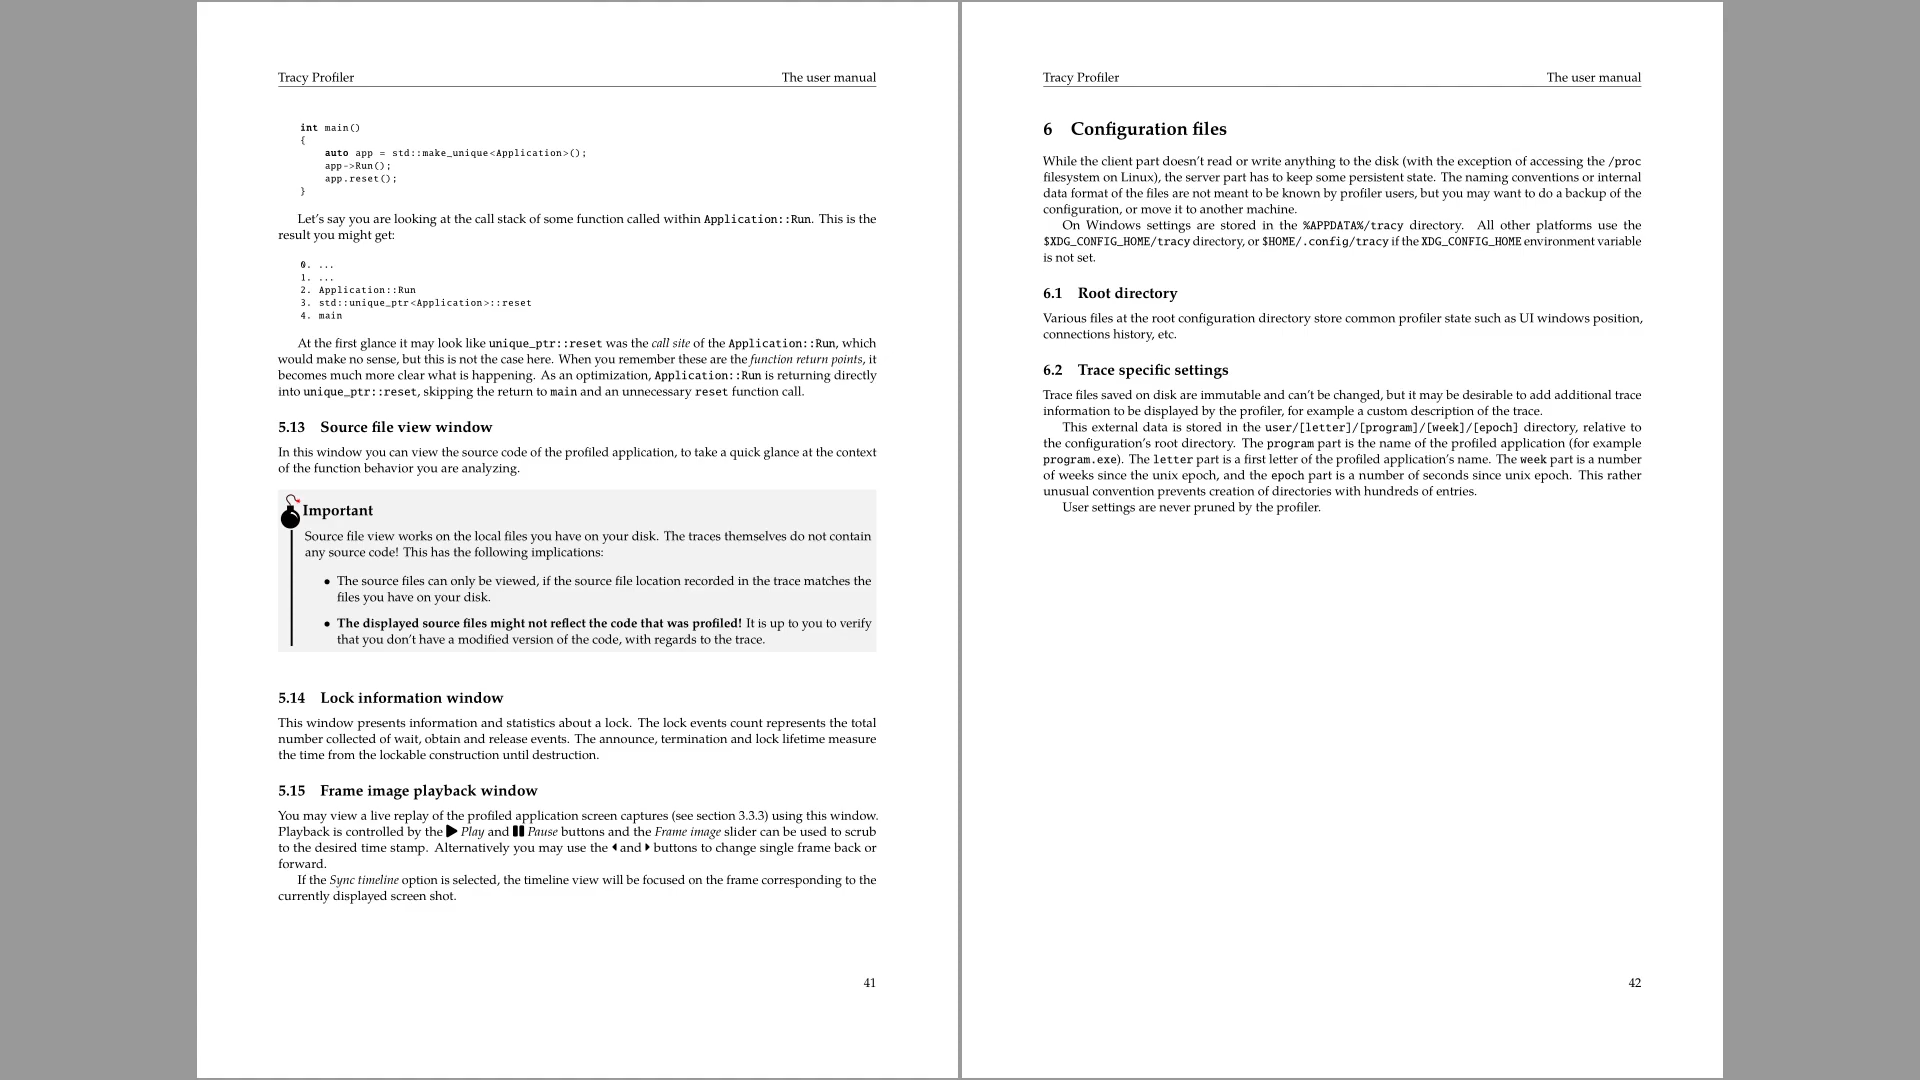 Tracy Profiler The user manual
int main()
{
    auto app = std::make_unique<Application>();
    app->Run();
    app.reset();
}
Let's say you are looking at the call stack of some function called within Application::Run. This is the
result you might get:
0. ...
1. ...
2. Application::Run
3. std::unique_ptr<Application>::reset
4. main
At the first glance it may look like unique_ptr::reset was the call site of the Application::Run, which
would make no sense, but this is not the case here. When you remember these are the function return points, it
becomes much more clear what is happening. As an optimization, Application::Run is returning directly
into unique_ptr::reset, skipping the return to main and an unnecessary reset function call.
5.13 Source file view window
In this window you can view the source code of the profiled application, to take a quick glance at the context
of the function behavior you are analyzing.
Important
Source file view works on the local files you have on your disk. The traces themselves do not contain
any source code! This has the following implications:
• The source files can only be viewed, if the source file location recorded in the trace matches the
files you have on your disk.
• The displayed source files might not reflect the code that was profiled! It is up to you to verify
that you don't have a modified version of the code, with regards to the trace.
5.14 Lock information window
This window presents information and statistics about a lock. The lock events count represents the total
number collected of wait, obtain and release events. The announce, termination and lock lifetime measure
the time from the lockable construction until destruction.
5.15 Frame image playback window
You may view a live replay of the profiled application screen captures (see section 3.3.3) using this window.
Playback is controlled by the Play and Pause buttons and the Frame image slider can be used to scrub
to the desired time stamp. Alternatively you may use the and buttons to change single frame back or
forward.
If the Sync timeline option is selected, the timeline view will be focused on the frame corresponding to the
currently displayed screen shot.
41
Tracy Profiler The user manual
6 Configuration files
While the client part doesn't read or write anything to the disk (with the exception of accessing the /proc
filesystem on Linux), the server part has to keep some persistent state. The naming conventions or internal
data format of the files are not meant to be known by profiler users, but you may want to do a backup of the
configuration, or move it to another machine.
On Windows settings are stored in the %APPDATA%/tracy directory. All other platforms use the
$XDG_CONFIG_HOME/tracy directory, or $HOME/.config/tracy if the XDG_CONFIG_HOME environment variable
is not set.
6.1 Root directory
Various files at the root configuration directory store common profiler state such as UI windows position,
connections history, etc.
6.2 Trace specific settings
Trace files saved on disk are immutable and can't be changed, but it may be desirable to add additional trace
information to be displayed by the profiler, for example a custom description of the trace.
This external data is stored in the user/[letter]/[program]/[week]/[epoch] directory, relative to
the configuration's root directory. The program part is the name of the profiled application (for example
program.exe). The letter part is a first letter of the profiled application's name. The week part is a number
of weeks since the unix epoch, and the epoch part is a number of seconds since unix epoch. This rather
unusual convention prevents creation of directories with hundreds of entries.
User settings are never pruned by the profiler.
42